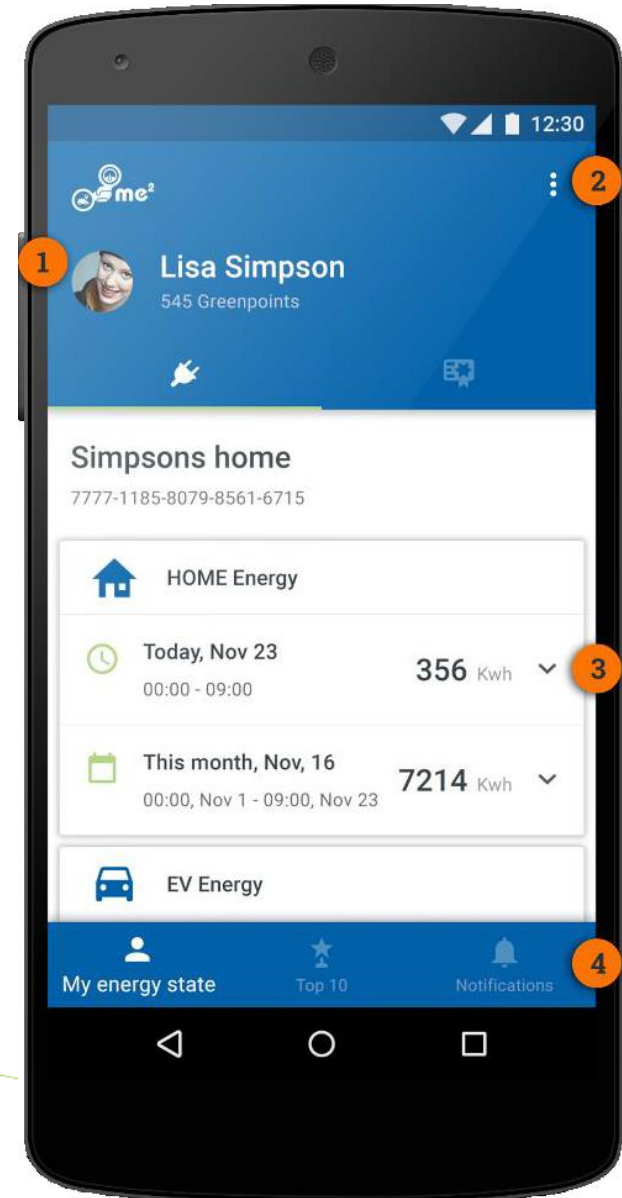 12:30
me²
2
1
Lisa Simpson
545 Greenpoints
Simpsons home
7777-1185-8079-8561-6715
HOME Energy
Today, Nov 23
356 Kwh
3
00:00 - 09:00
This month, Nov, 16
7214 Kwh
00:00, Nov 1 - 09:00, Nov 23
EV Energy
4
My energy state
Top 10
Notifications